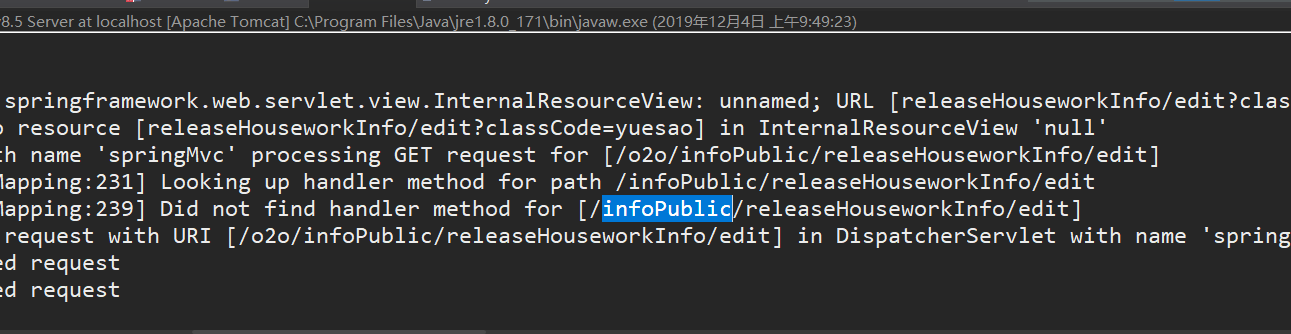 8.5 Server at localhost [Apache Tomcat] C:\Program Files\Java\jre1.8.0_171\bin\javaw.exe (2019年12月4日 上午9:49:23)
springframework.web.servlet.view.InternalResourceView: unnamed; URL [releaseHouseworkInfo/edit?clas
o resource [releaseHouseworkInfo/edit?classCode=yuesao] in InternalResourceView 'null'
th name 'springMvc' processing GET request for [/o2o/infoPublic/releaseHouseworkInfo/edit]
Mapping:231] Looking up handler method for path /infoPublic/releaseHouseworkInfo/edit
Mapping:239] Did not find handler method for [/infoPublic/releaseHouseworkInfo/edit]
request with URI [/o2o/infoPublic/releaseHouseworkInfo/edit] in DispatcherServlet with name 'spring
ed request
ed request